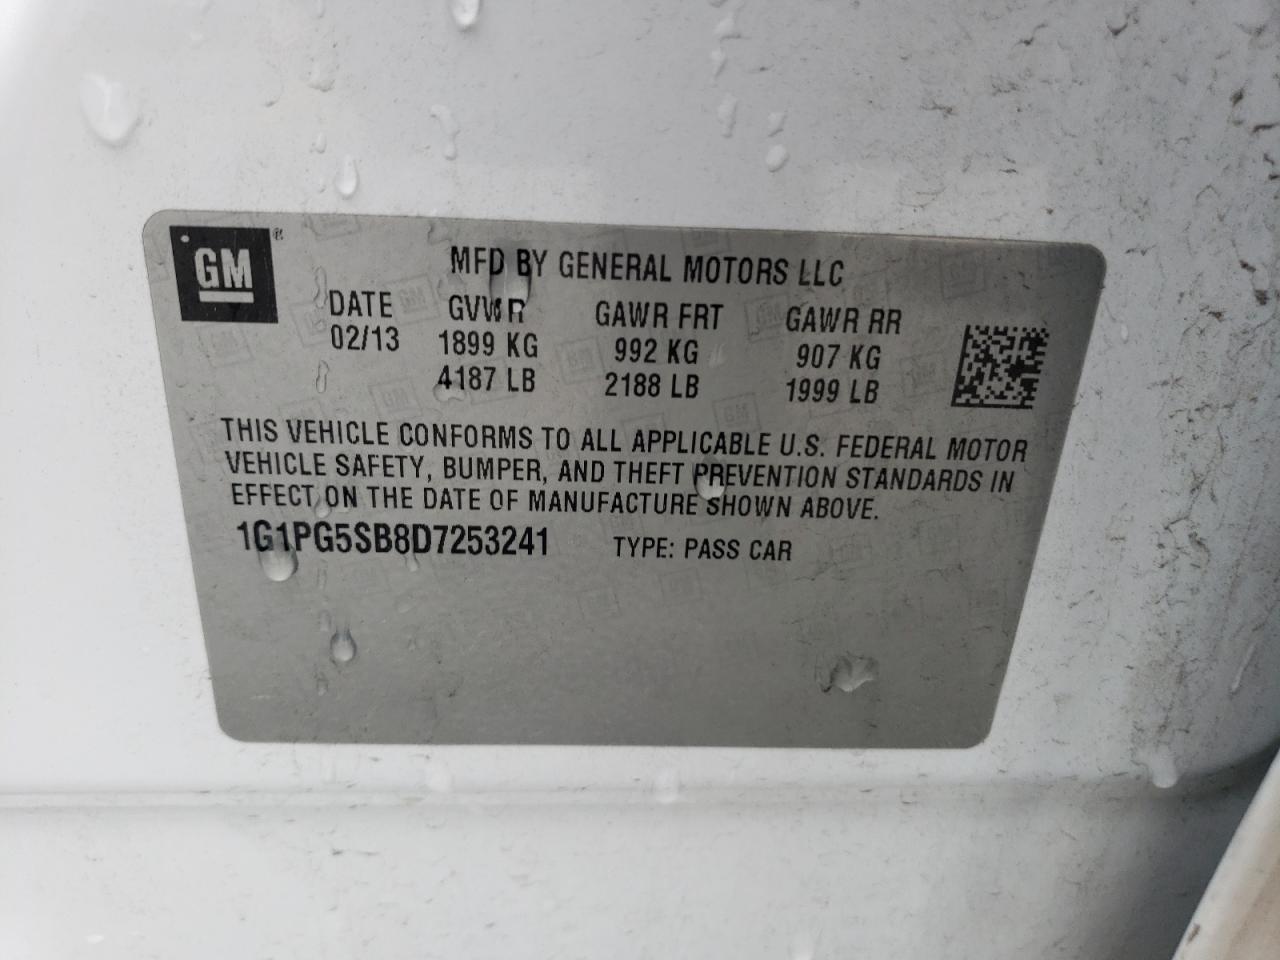 GM ®
MFD BY GENERAL MOTORS LLC
DATE GVWR GAWR FRT GAWR RR
02/13 1899 KG 992 KG 907 KG
4187 LB 2188 LB 1999 LB
THIS VEHICLE CONFORMS TO ALL APPLICABLE U.S. FEDERAL MOTOR
VEHICLE SAFETY, BUMPER, AND THEFT PREVENTION STANDARDS IN
EFFECT ON THE DATE OF MANUFACTURE SHOWN ABOVE.
1G1PG5SB8D7253241 TYPE: PASS CAR